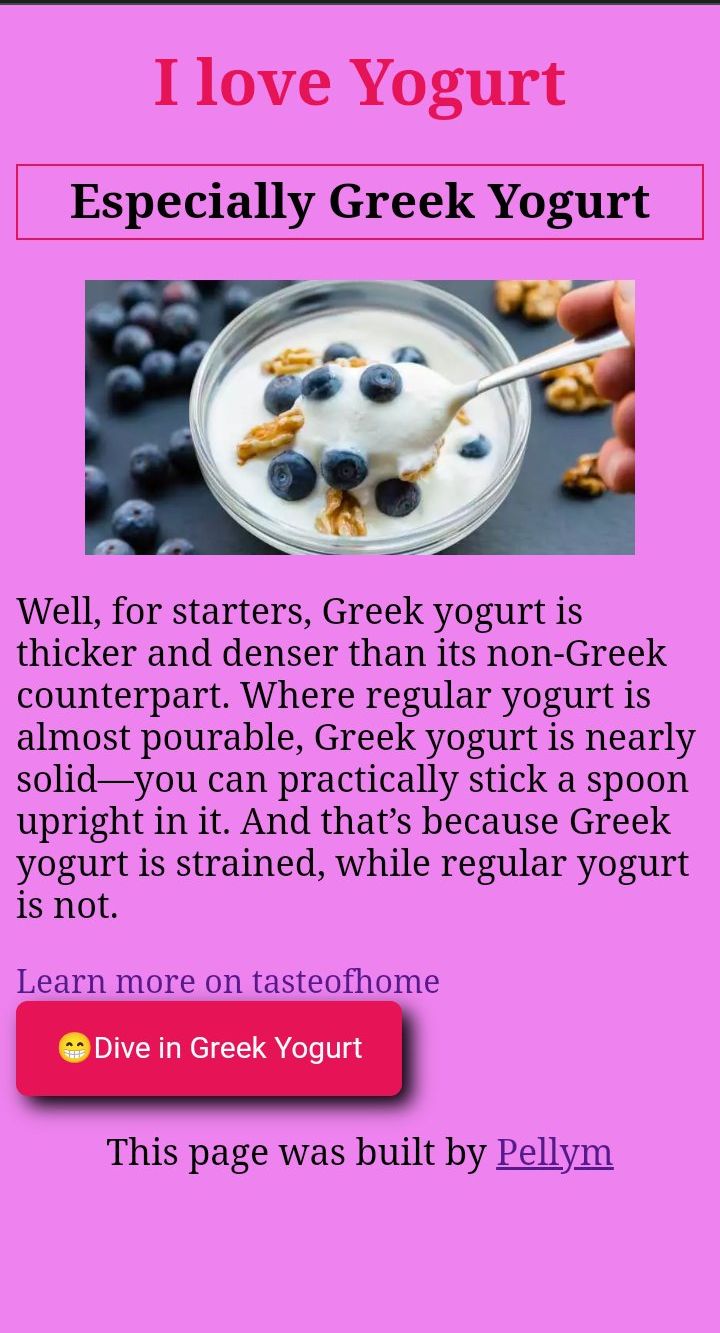 I love Yogurt
Especially Greek Yogurt
Well, for starters, Greek yogurt is
thicker and denser than its non-Greek
counterpart. Where regular yogurt is
almost pourable, Greek yogurt is nearly
solid—you can practically stick a spoon
upright in it. And that’s because Greek
yogurt is strained, while regular yogurt
is not.
Learn more on tasteofhome
😁Dive in Greek Yogurt
This page was built by Pellym